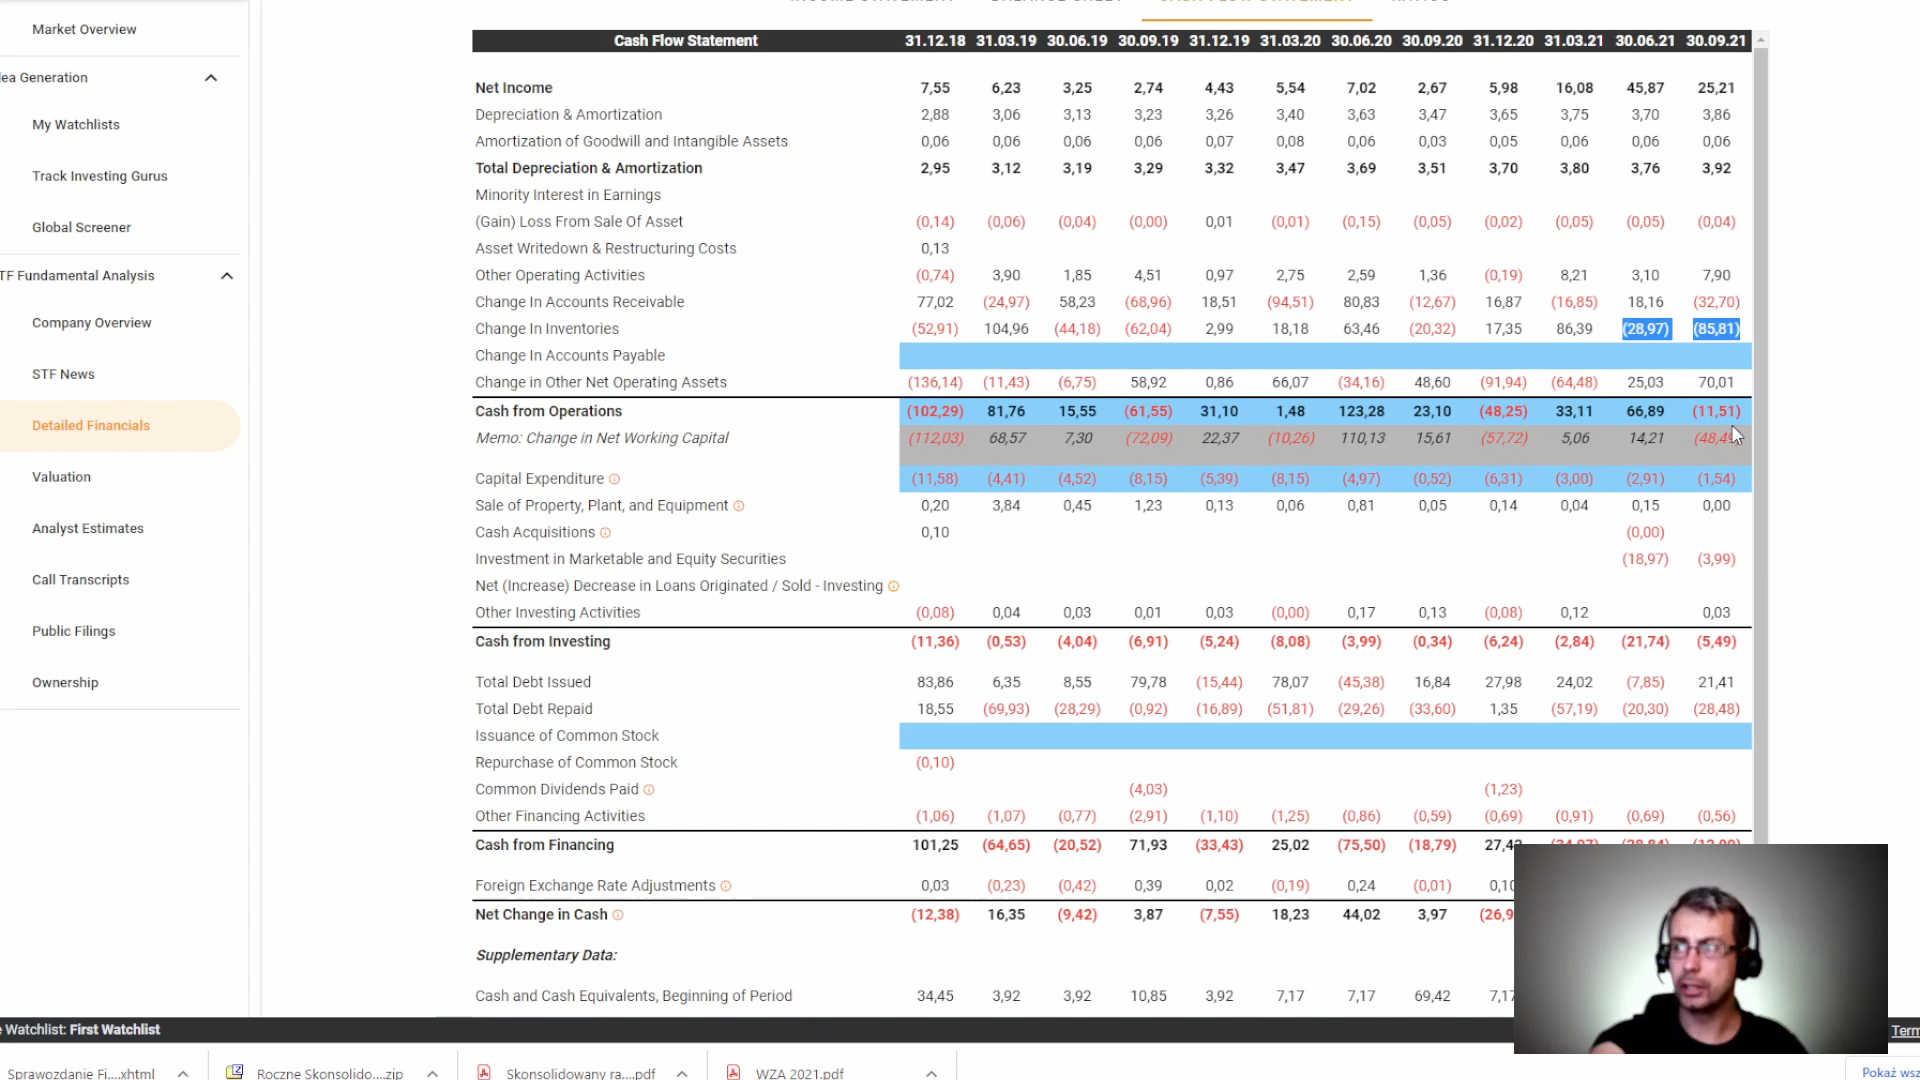 Market Overview
Idea Generation
My Watchlists
Track Investing Gurus
Global Screener
STF Fundamental Analysis
Company Overview
STF News
Detailed Financials
Valuation
Analyst Estimates
Call Transcripts
Public Filings
Ownership
INCOME STATEMENT BALANCE SHEET CASH FLOW STATEMENT RATIOS
Cash Flow Statement 31.12.18 31.03.19 30.06.19 30.09.19 31.12.19 31.03.20 30.06.20 30.09.20 31.12.20 31.03.21 30.06.21 30.09.21
Net Income 7,55 6,23 3,25 2,74 4,43 5,54 7,02 2,67 5,98 16,08 45,87 25,21
Depreciation & Amortization 2,88 3,06 3,13 3,23 3,26 3,40 3,63 3,47 3,65 3,75 3,70 3,86
Amortization of Goodwill and Intangible Assets 0,06 0,06 0,06 0,06 0,07 0,08 0,06 0,03 0,05 0,06 0,06 0,06
Total Depreciation & Amortization 2,95 3,12 3,19 3,29 3,32 3,47 3,69 3,51 3,70 3,80 3,76 3,92
Minority Interest in Earnings
(Gain) Loss From Sale Of Asset (0,14) (0,06) (0,04) (0,00) 0,01 (0,01) (0,15) (0,05) (0,02) (0,05) (0,05) (0,04)
Asset Writedown & Restructuring Costs 0,13
Other Operating Activities (0,74) 3,90 1,85 4,51 0,97 2,75 2,59 1,36 (0,19) 8,21 3,10 7,90
Change In Accounts Receivable 77,02 (24,97) 58,23 (68,96) 18,51 (94,51) 80,83 (12,67) 16,87 (16,85) 18,16 (32,70)
Change In Inventories (52,91) 104,96 (44,18) (62,04) 2,99 18,18 63,46 (20,32) 17,35 86,39 (28,97) (85,81)
Change In Accounts Payable
Change in Other Net Operating Assets (136,14) (11,43) (6,75) 58,92 0,86 66,07 (34,16) 48,60 (91,94) (64,48) 25,03 70,01
Cash from Operations (102,29) 81,76 15,55 (61,55) 31,10 1,48 123,28 23,10 (48,25) 33,11 66,89 (11,51)
Memo: Change in Net Working Capital (112,03) 68,57 7,30 (72,09) 22,37 (10,26) 110,13 15,61 (57,72) 5,06 14,21
Capital Expenditure (11,58) (4,41) (4,52) (8,15) (5,39) (8,15) (4,97) (0,52) (6,31) (3,00) (2,91) (1,54)
Sale of Property, Plant, and Equipment 0,20 3,84 0,45 1,23 0,13 0,06 0,81 0,05 0,14 0,04 0,15 0,00
Cash Acquisitions 0,10 (0,00)
Investment in Marketable and Equity Securities (18,97) (3,99)
Net (Increase) Decrease in Loans Originated / Sold - Investing
Other Investing Activities (0,08) 0,04 0,03 0,01 0,03 (0,00) 0,17 0,13 (0,08) 0,12 0,03
Cash from Investing (11,36) (0,53) (4,04) (6,91) (5,24) (8,08) (3,99) (0,34) (6,24) (2,84) (21,74) (5,49)
Total Debt Issued 83,86 6,35 8,55 79,78 (15,44) 78,07 (45,38) 16,84 27,98 24,02 (7,85) 21,41
Total Debt Repaid 18,55 (69,93) (28,29) (0,92) (16,89) (51,81) (29,26) (33,60) 1,35 (57,19) (20,30) (28,48)
Issuance of Common Stock
Repurchase of Common Stock (0,10)
Common Dividends Paid (4,03) (1,23)
Other Financing Activities (1,06) (1,07) (0,77) (2,91) (1,10) (1,25) (0,86) (0,59) (0,69) (0,91) (0,69) (0,56)
Cash from Financing 101,25 (64,65) (20,52) 71,93 (33,43) 25,02 (75,50) (18,79) 27,4
Foreign Exchange Rate Adjustments 0,03 (0,23) (0,42) 0,39 0,02 (0,19) 0,24 (0,01) 0,10
Net Change in Cash (12,38) 16,35 (9,42) 3,87 (7,55) 18,23 44,02 3,97 (26,9
Supplementary Data:
Cash and Cash Equivalents, Beginning of Period 34,45 3,92 3,92 10,85 3,92 7,17 7,17 69,42 7,17
e Watchlist: First Watchlist
Term
Sprawozdanie Fi....xhtml
Roczne Skonsolido....zip
Skonsolidowany ra....pdf
WZA 2021.pdf
Pokaż wsz